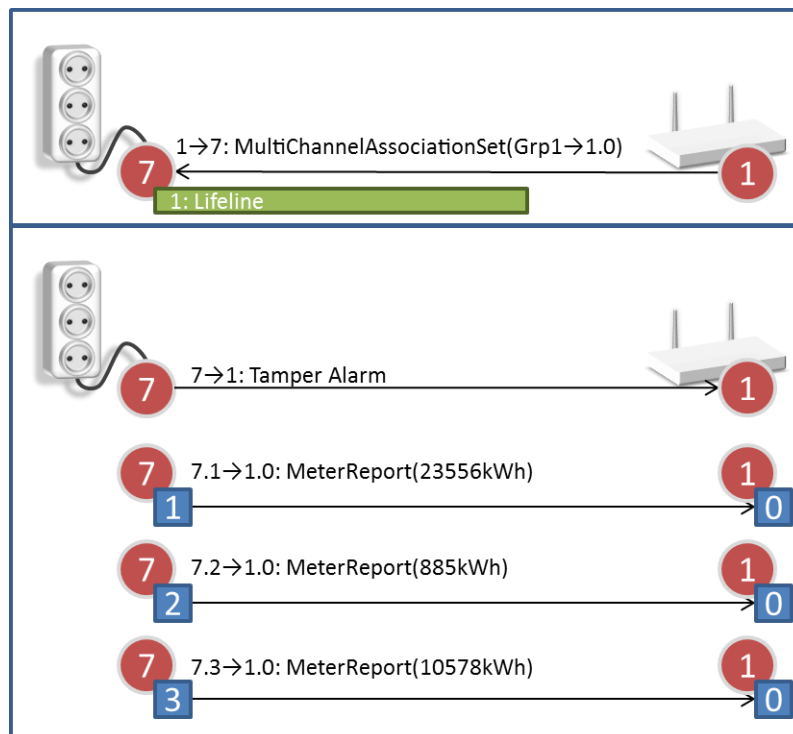 1→7: MultiChannelAssociationSet(Grp1→1.0)
7
1
1: Lifeline
7→1: Tamper Alarm
7
1
7.1→1.0: MeterReport(23556kWh)
7
1
1
0
7.2→1.0: MeterReport(885kWh)
7
1
2
0
7.3→1.0: MeterReport(10578kWh)
7
1
3
0